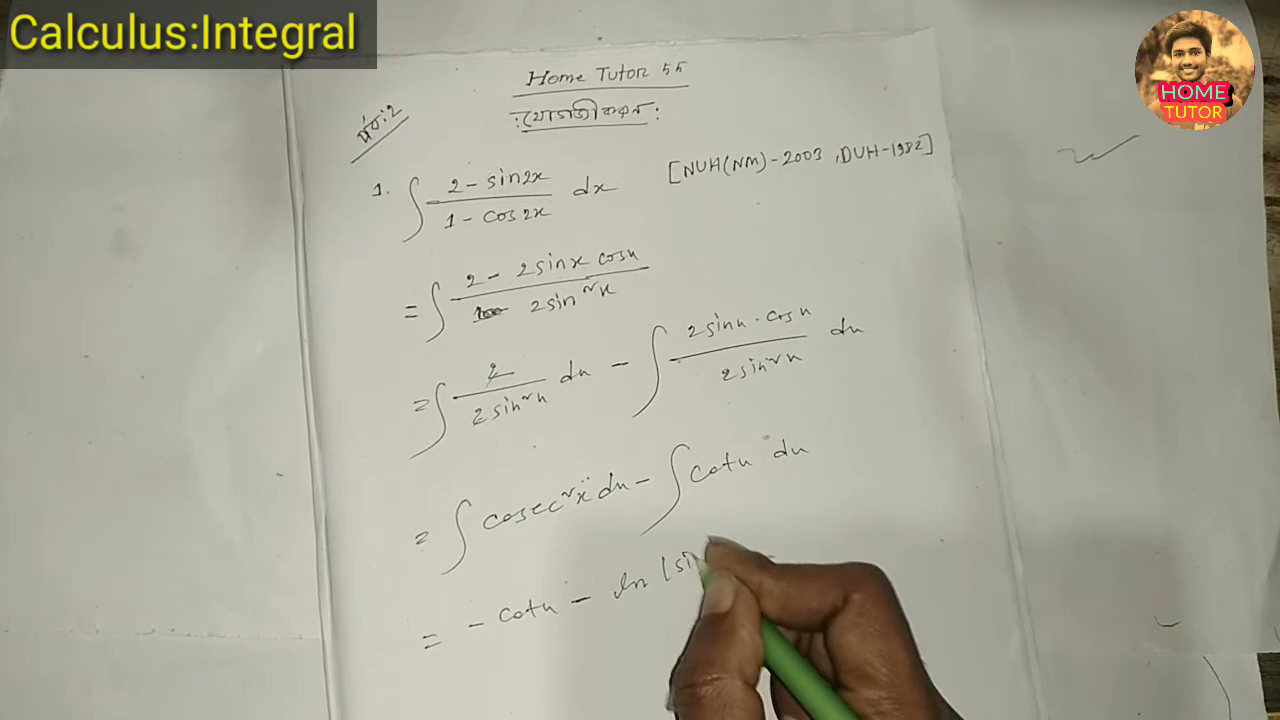 Calculus:Integral
HOME
TUTOR
Home Tutor 55
:যোগজীকরণ:
পর্ব:২
1. ∫ (2 - sin2x)/(1 - cos2x) dx [NUH(NM)-2003, DUH-1982]
= ∫ (2 - 2sinx cosx)/(2sin²x)
= ∫ 2/(2sin²x) dx - ∫ (2sinx · cosx)/(2sin²x) dx
= ∫ cosec²x dx - ∫ cotx dx
= - cotx - ln |si